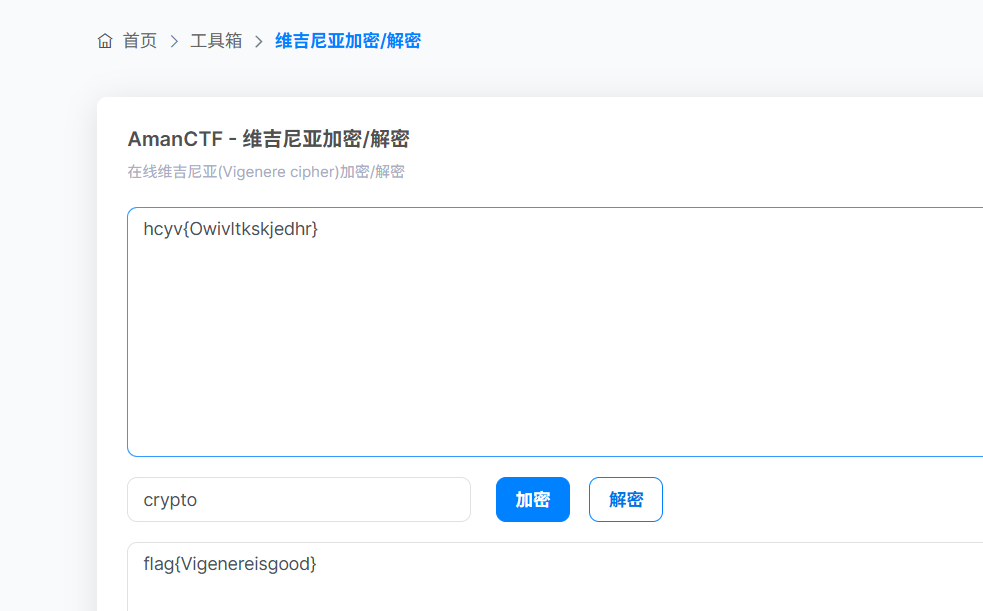 首页 > 工具箱 > 维吉尼亚加密/解密
AmanCTF - 维吉尼亚加密/解密
在线维吉尼亚(Vigenere cipher)加密/解密
hcyv{Owivltkskjedhr}
crypto 加密 解密
flag{Vigenereisgood}